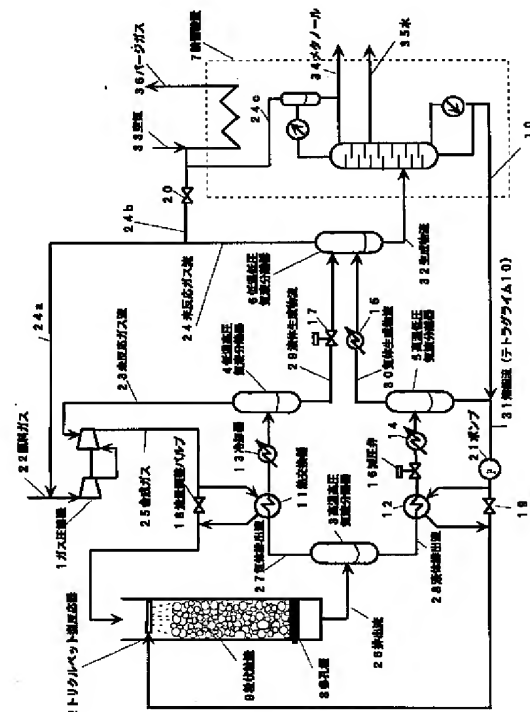 22原料ガス
1ガス圧縮機
24a
24b
20
33空気
36パージガス
7精留装置
24c
34メタノール
35水
10
23未反応ガス流
24未反応ガス流
25合成ガス
18流量調整バルブ
4低温高圧
気液分離器
6低温低圧
気液分離器
32生成物流
17
29液体生成物流
15
30気体生成物流
13冷却器
11熱交換器
27気体排出流
3高温高圧
気液分離器
5高温低圧
気液分離器
14
16減圧弁
12
28液体排出流
31溶媒流(テトラグライム10)
21ポンプ
P
19
2トリクルベット型反応器
9粒状触媒
8多孔板
26排出流